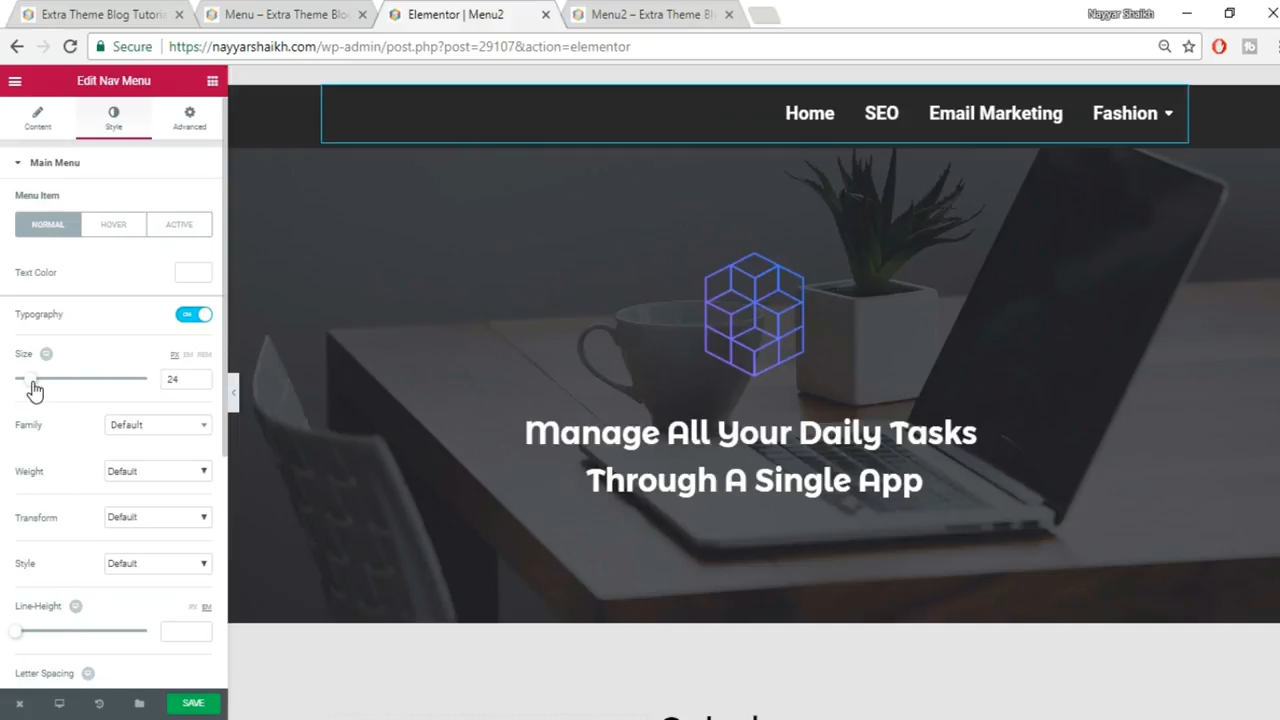 Extra Theme Blog Tutoria
Menu – Extra Theme Blo
Elementor | Menu2
Menu2 – Extra Theme Bl
Nayyar Shaikh
Secure
https://nayyarshaikh.com/wp-admin/post.php?post=29107&action=elementor
Edit Nav Menu
Content
Style
Advanced
Home
SEO
Email Marketing
Fashion
Main Menu
Menu Item
NORMAL
HOVER
ACTIVE
Text Color
Typography
ON
Size
PX EM REM
24
Family
Default
Weight
Default
Transform
Default
Style
Default
Line-Height
PX EM
Letter Spacing
SAVE
Manage All Your Daily Tasks
Through A Single App